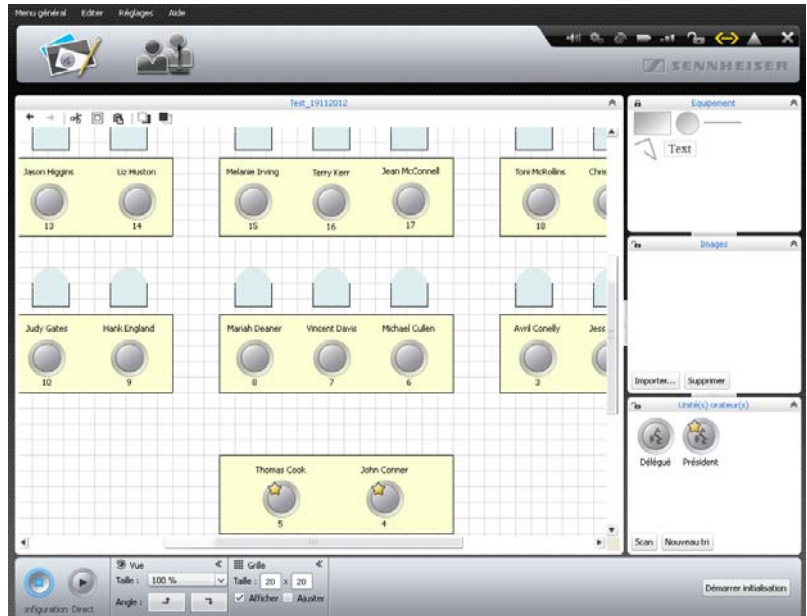 Menu général Editer Réglages Aide
SENNHEISER
Test_19112012
Jason Higgins Liz Huston Melanie Irving Terry Kerr Jean McConnell Toni McRollins Chris
13 14 15 16 17 18
Judy Gates Hank England Mariah Deaner Vincent Davis Michael Cullen Avril Conelly Jess
10 9 8 7 6 3
Thomas Cook John Conner
5 4
Equipement
Text
Images
Importer... Supprimer
Unité(s) orateur(s)
Délégué Président
Scan Nouveau tri
onfiguration Direct
Vue
Taille : 100 %
Angle :
Grille
Taille : 20 x 20
Afficher Ajuster
Démarrer initialisation